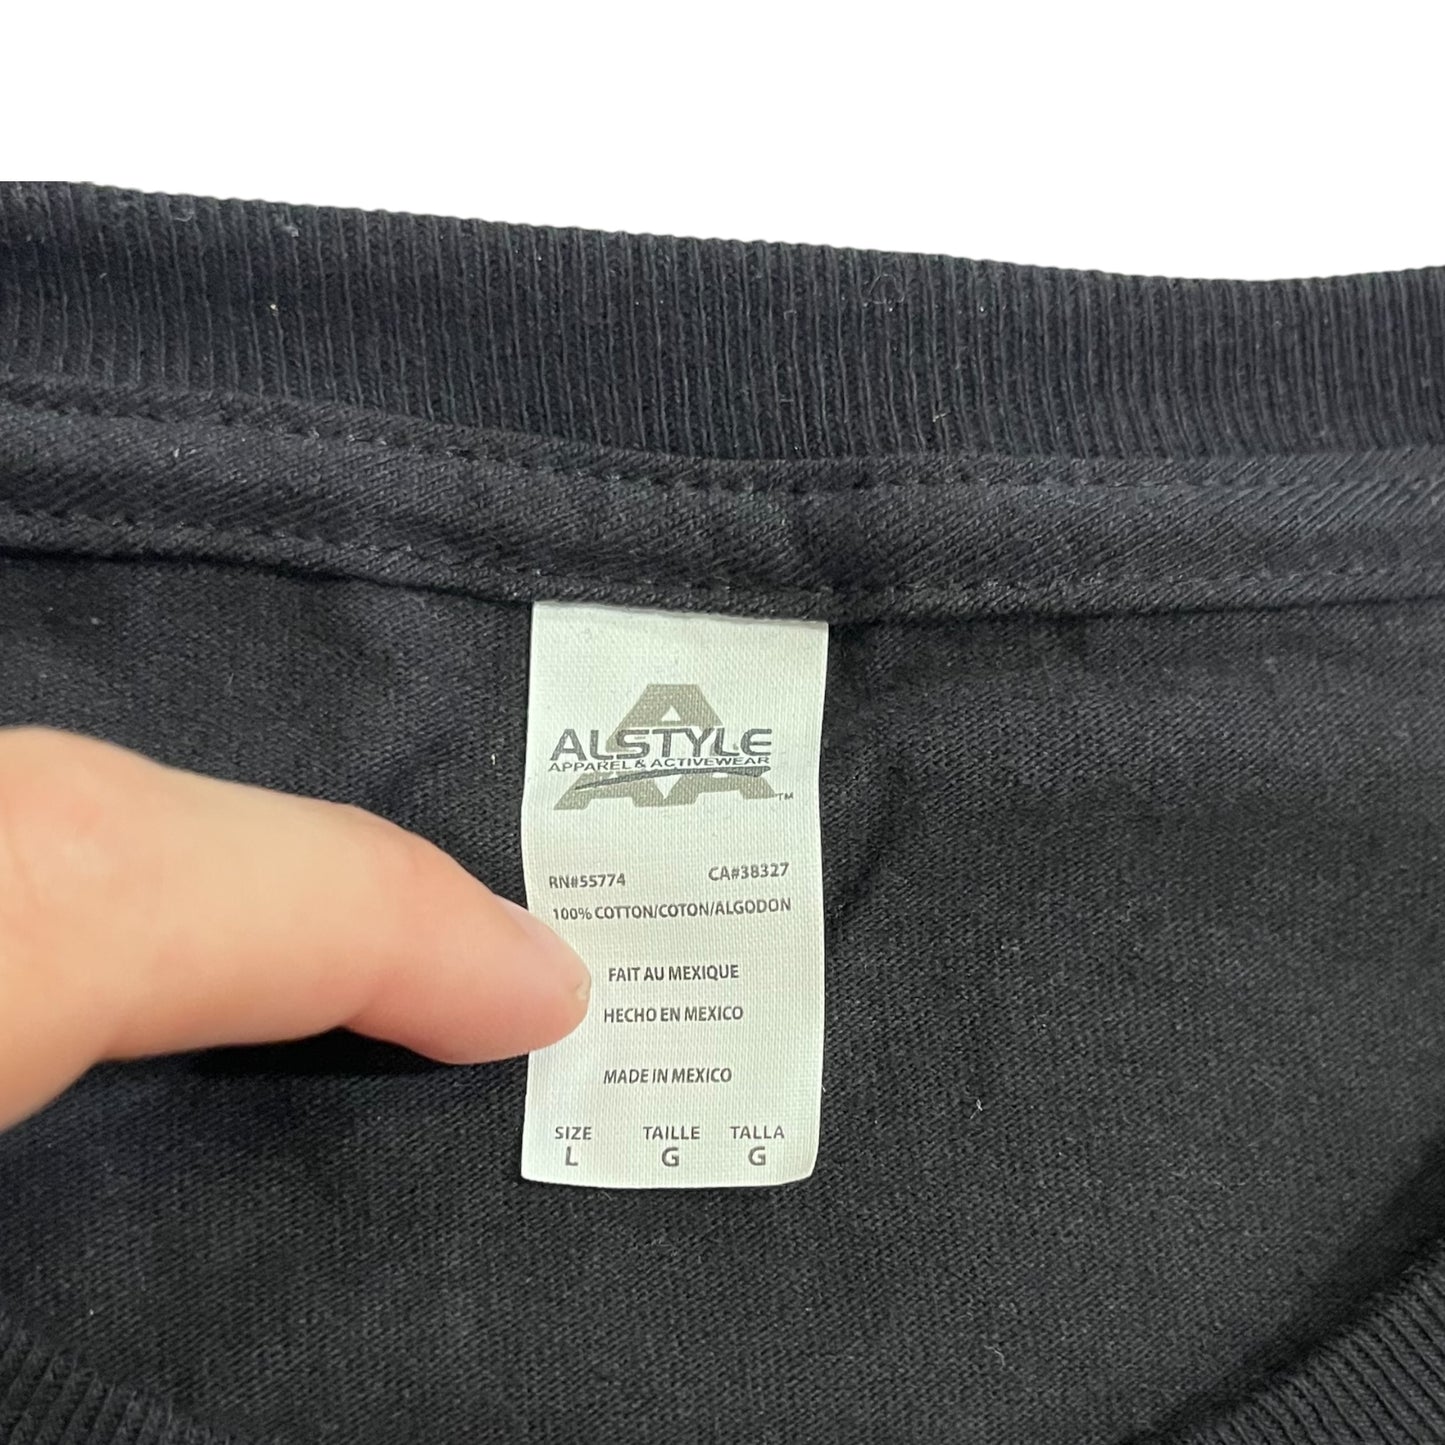 AAA
ALSTYLE
APPAREL & ACTIVEWEAR
TM
RN#55774 CA#38327
100% COTTON/COTON/ALGODON
FAIT AU MEXIQUE
HECHO EN MEXICO
MADE IN MEXICO
SIZE TAILLE TALLA
L G G